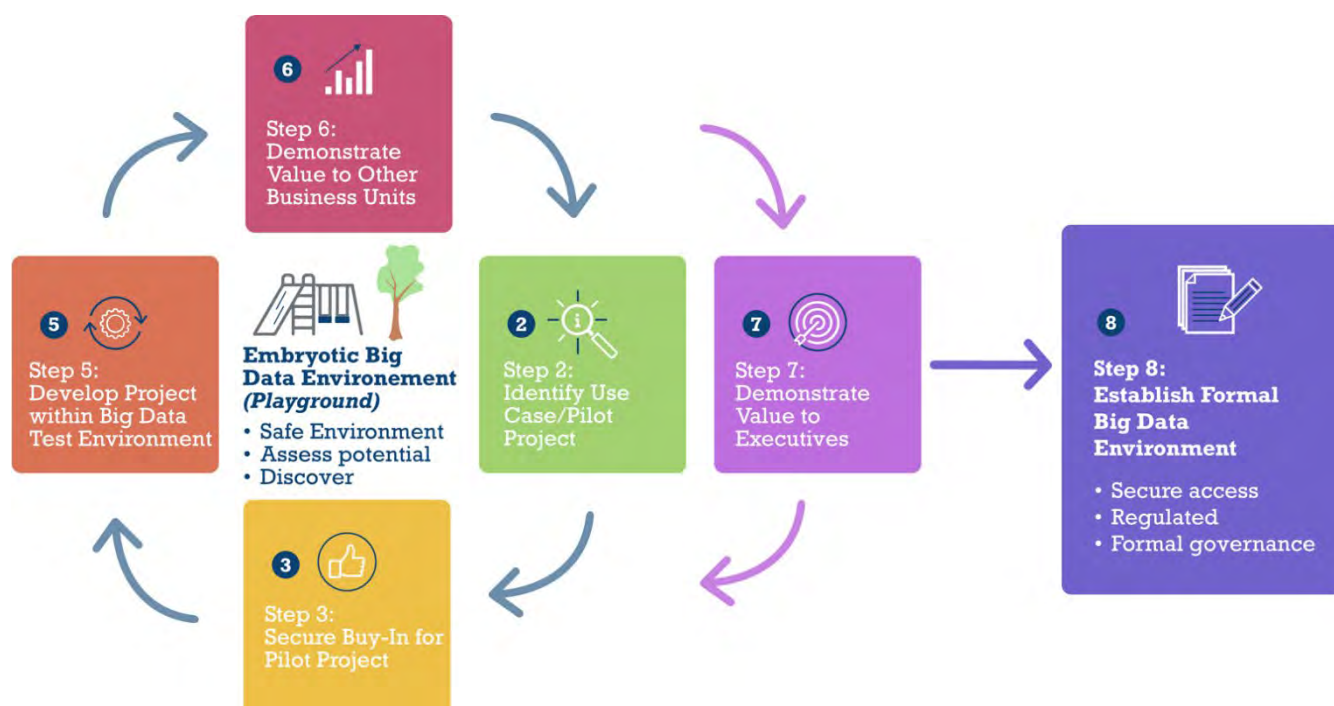 6
Step 6:
Demonstrate
Value to Other
Business Units
5
Step 5:
Develop Project
within Big Data
Test Environment
Embryotic Big
Data Environement
(Playground)
• Safe Environment
• Assess potential
• Discover
2
i
Step 2:
Identify Use
Case/Pilot
Project
7
Step 7:
Demonstrate
Value to
Executives
8
Step 8:
Establish Formal
Big Data
Environment
• Secure access
• Regulated
• Formal governance
3
Step 3:
Secure Buy-In for
Pilot Project